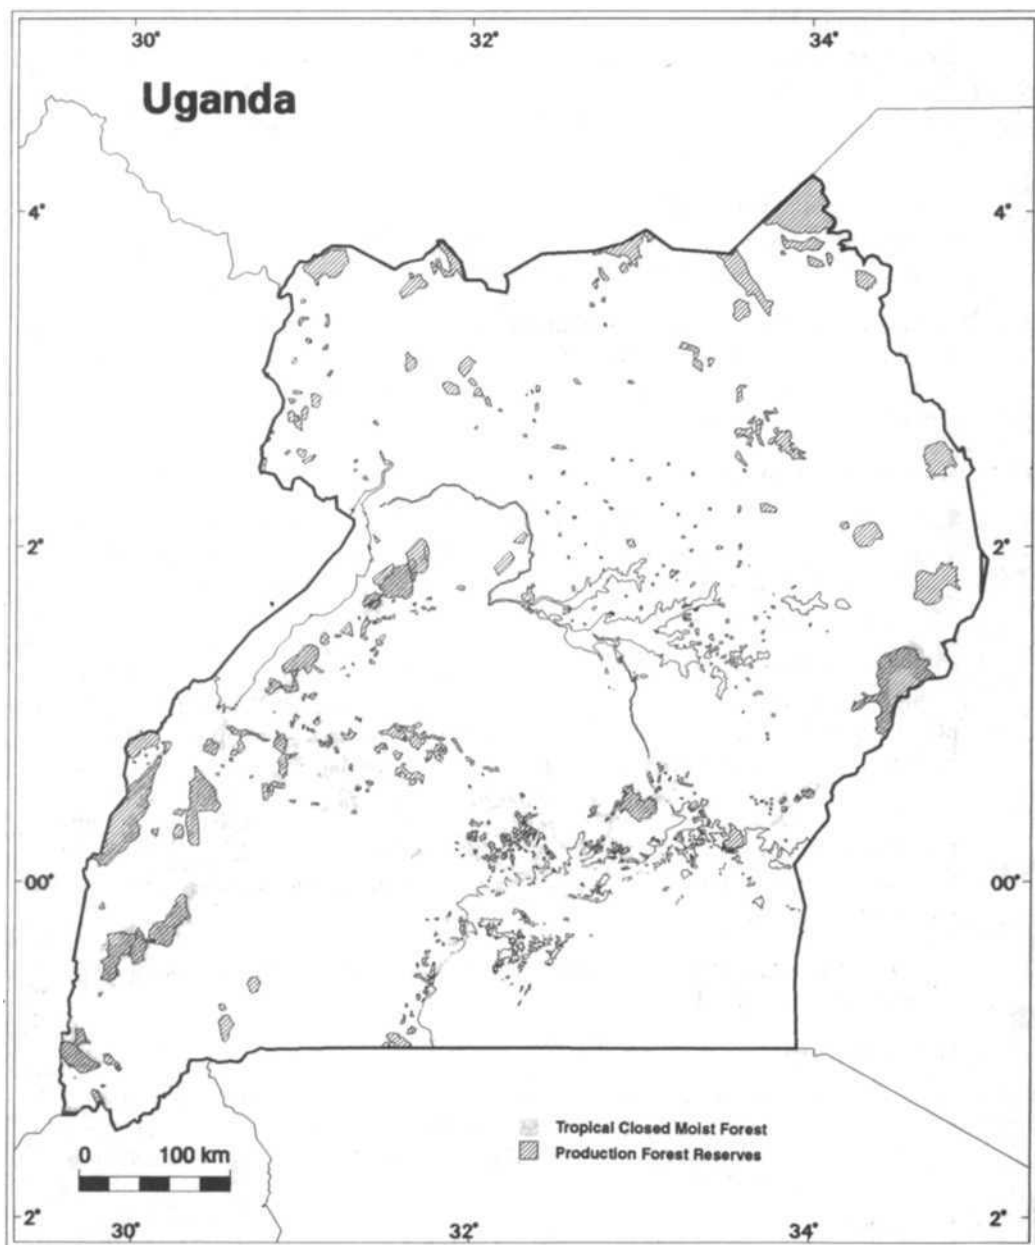 30° 32° 34°
Uganda
4° 4°
2° 2°
00° 00°
Tropical Closed Moist Forest
0 100 km Production Forest Reserves
2° 2°
30° 32° 34°